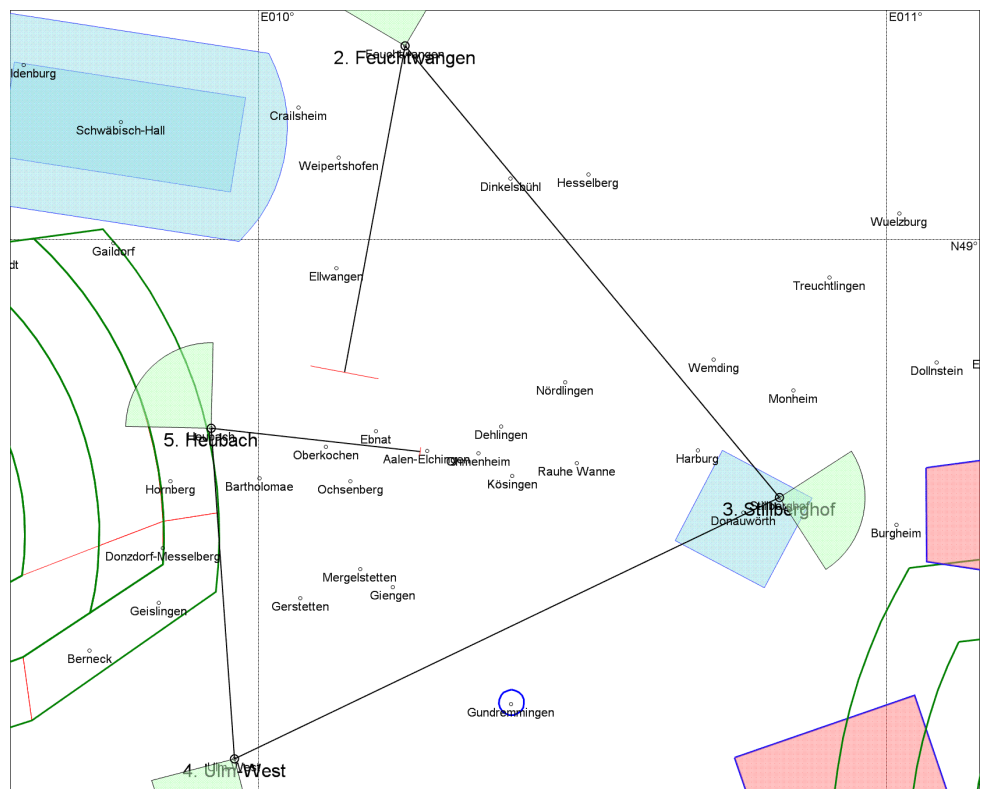 E010°
E011°
2. Feuchtwangen
ldenburg
Schwäbisch-Hall
Crailsheim
Weipertshofen
Dinkelsbühl
Hesselberg
Wuelzburg
N49°
Gaildorf
dt
Ellwangen
Treuchtlingen
Wemding
Dollnstein
E
Nördlingen
Monheim
5. Heubach
Ebnat
Dehlingen
Oberkochen
Aalen-Elchingen
Ohmenheim
Harburg
Rauhe Wanne
Hornberg
Bartholomae
Ochsenberg
Kösingen
3. Stillberghof
Donauwörth
Burgheim
Donzdorf-Messelberg
Mergelstetten
Giengen
Gerstetten
Geislingen
Berneck
Gundremmingen
4. Ulm-West